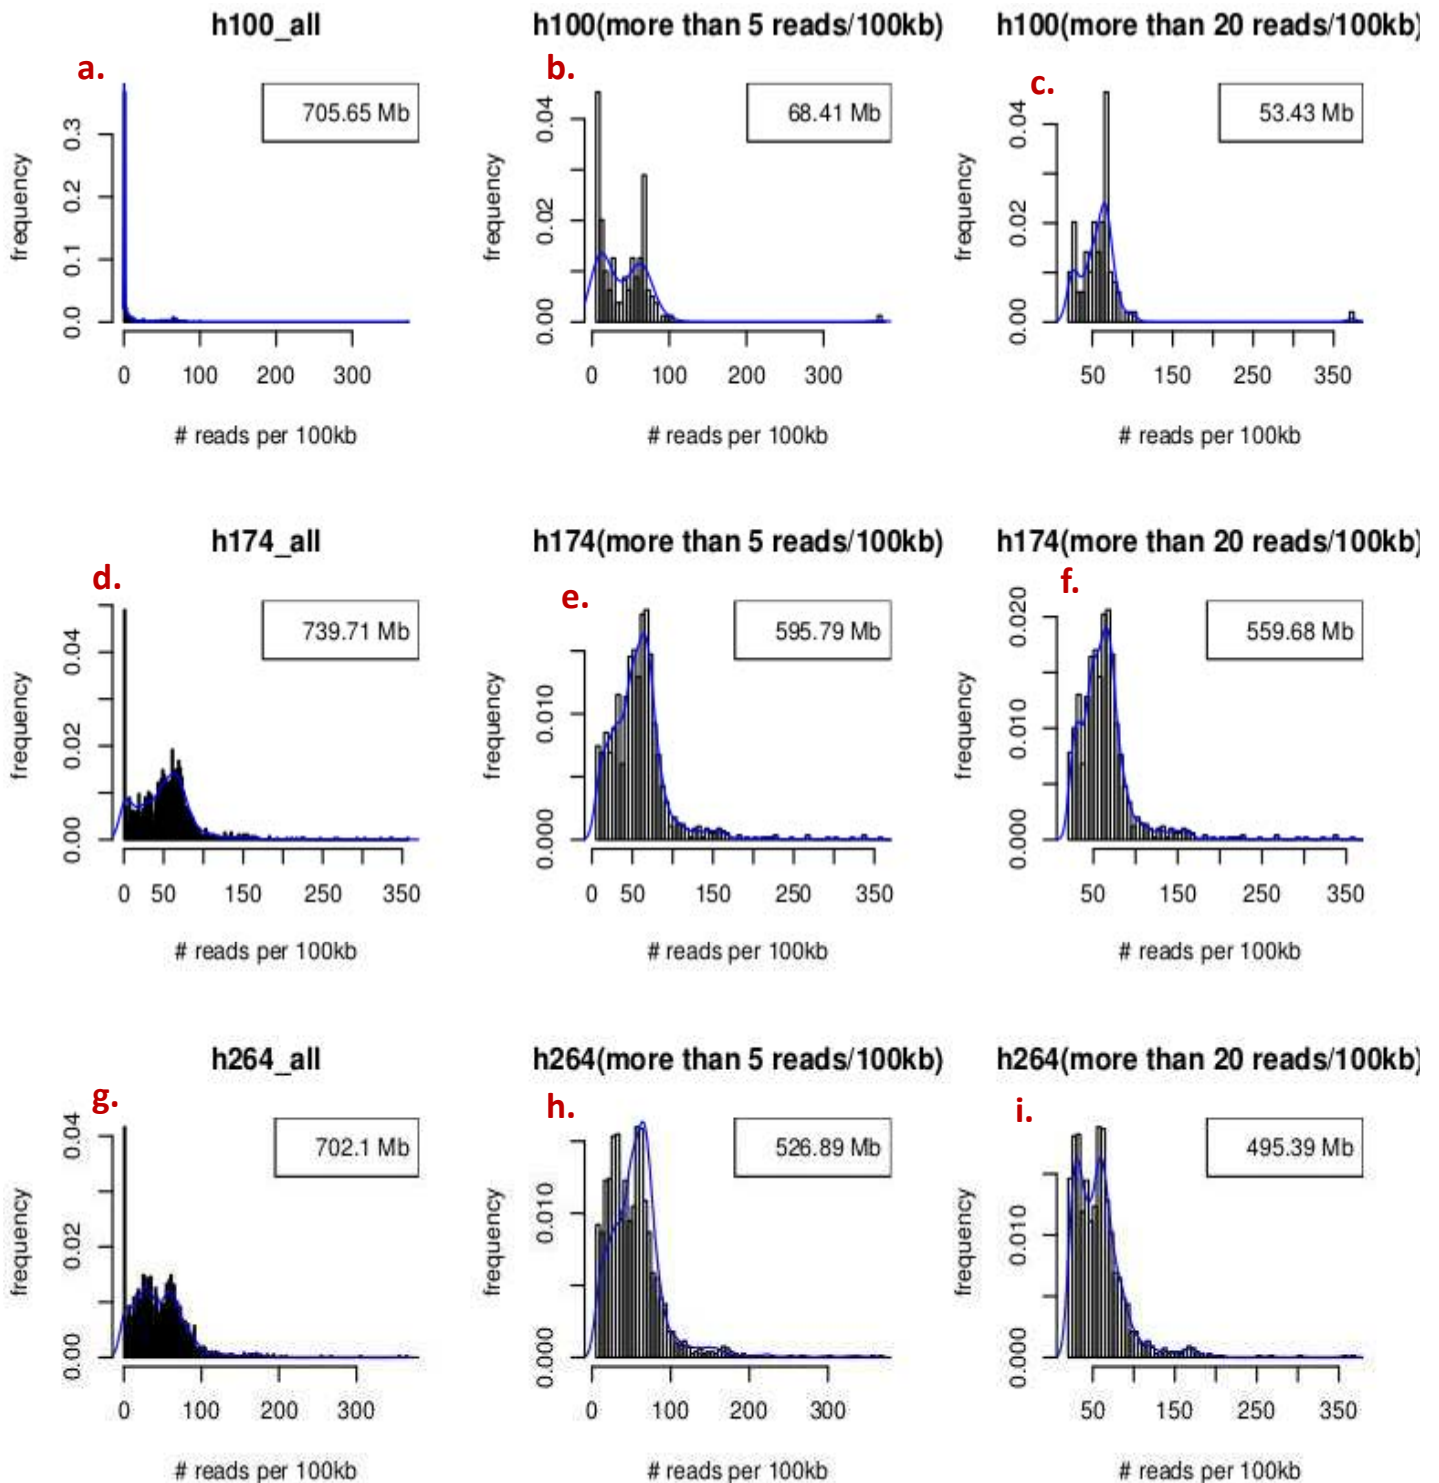 h100_all
h100(more than 5 reads/100kb)
h100(more than 20 reads/100kb)
a.
b.
c.
705.65 Mb
68.41 Mb
53.43 Mb
frequency
0.0 0.1 0.2 0.3
frequency
0.00 0.02 0.04
frequency
0.00 0.02 0.04
0 100 200 300
0 100 200 300
50 150 250 350
# reads per 100kb
# reads per 100kb
# reads per 100kb
h174_all
h174(more than 5 reads/100kb)
h174(more than 20 reads/100kb)
d.
e.
f.
739.71 Mb
595.79 Mb
559.68 Mb
frequency
0.00 0.02 0.04
frequency
0.000 0.010
frequency
0.000 0.010 0.020
0 50 150 250 350
0 50 150 250 350
50 150 250 350
# reads per 100kb
# reads per 100kb
# reads per 100kb
h264_all
h264(more than 5 reads/100kb)
h264(more than 20 reads/100kb)
g.
h.
i.
702.1 Mb
526.89 Mb
495.39 Mb
frequency
0.00 0.02 0.04
frequency
0.000 0.010
frequency
0.000 0.010
0 100 200 300
0 100 200 300
50 150 250 350
# reads per 100kb
# reads per 100kb
# reads per 100kb